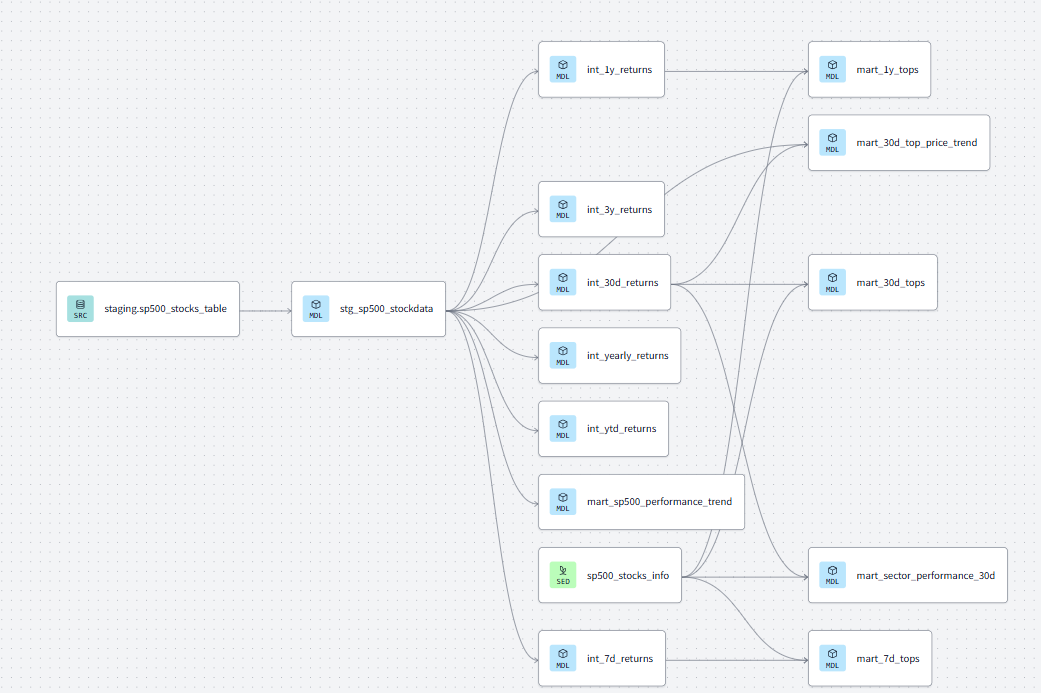 int_1y_returns
MDL
mart_1y_tops
MDL
mart_30d_top_price_trend
MDL
int_3y_returns
MDL
staging.sp500_stocks_table
SRC
stg_sp500_stockdata
MDL
int_30d_returns
MDL
mart_30d_tops
MDL
int_yearly_returns
MDL
int_ytd_returns
MDL
mart_sp500_performance_trend
MDL
sp500_stocks_info
SED
mart_sector_performance_30d
MDL
int_7d_returns
MDL
mart_7d_tops
MDL